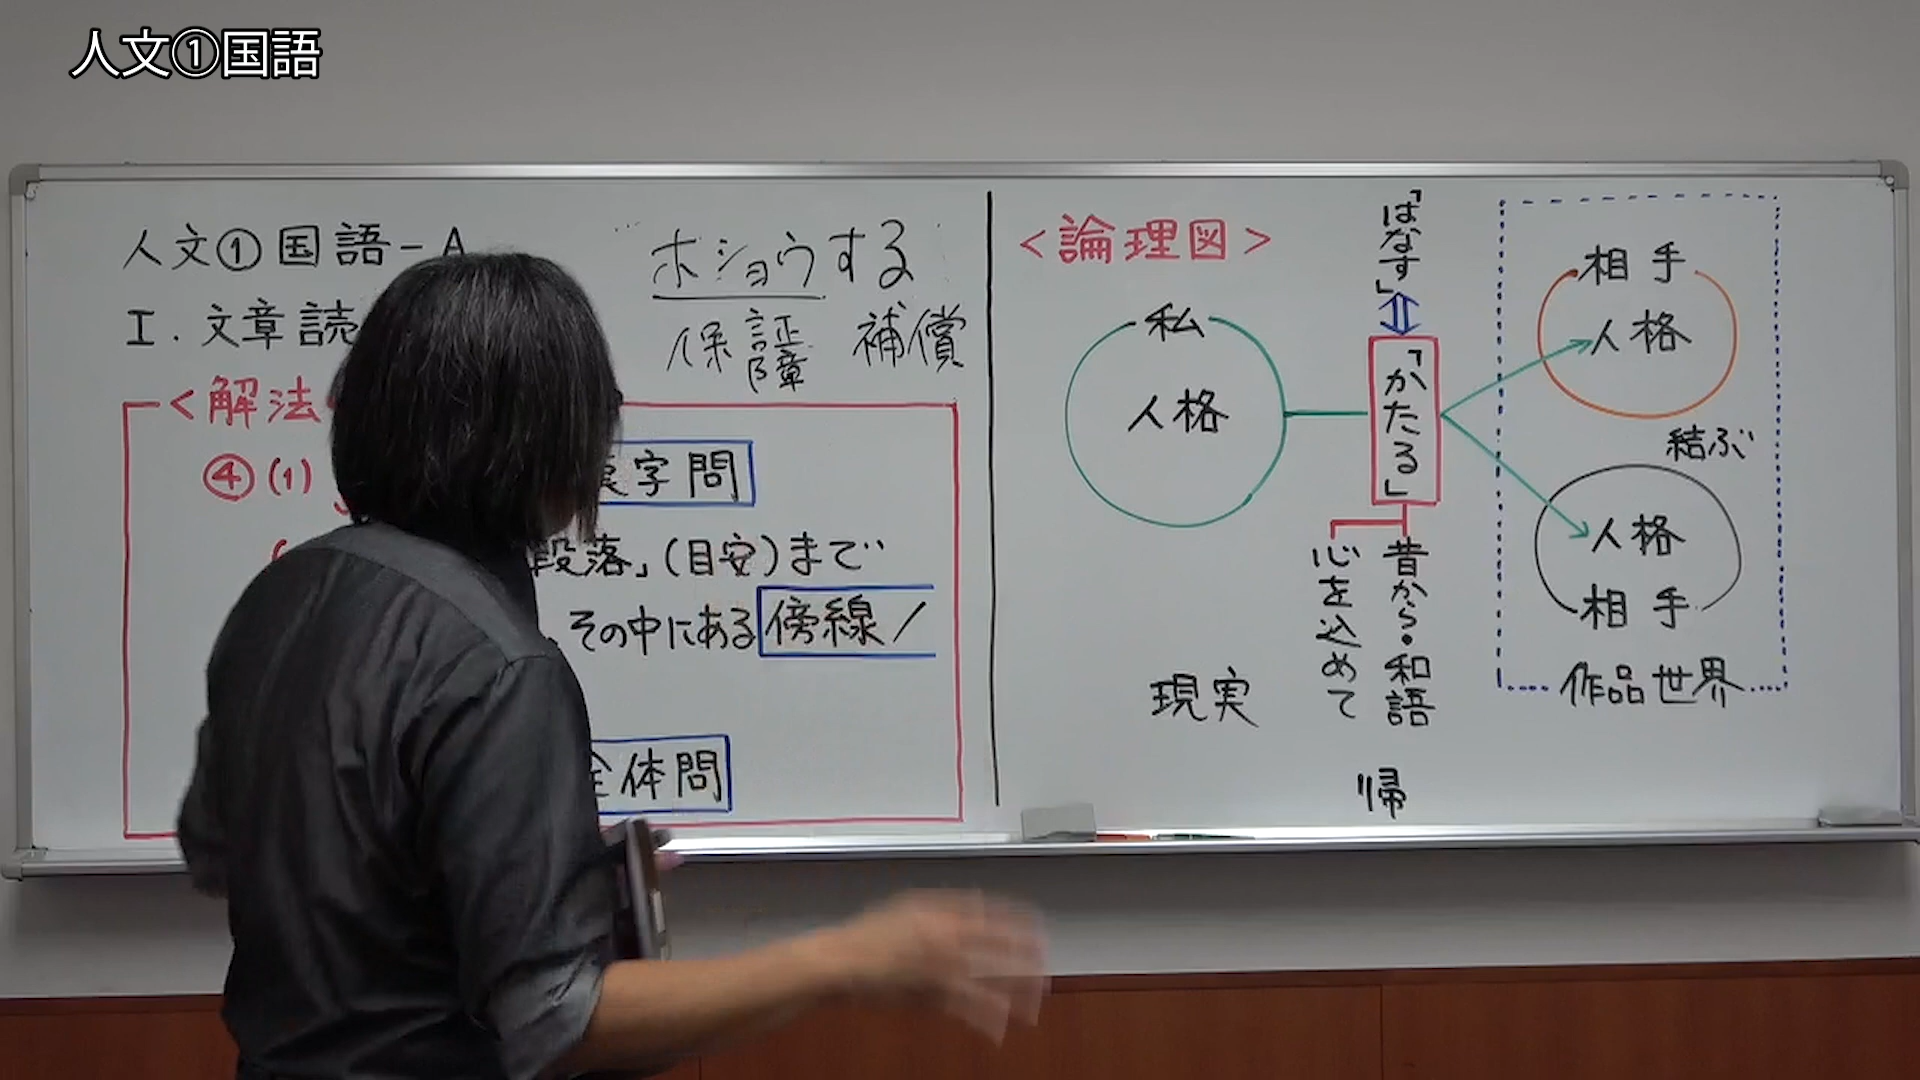 人文①国語
人文①国語-A
I. 文章読
<解法
④(1) 字問
段落」(目安)まで
その中にある傍線/
全体問
ホショウする
保証 補償
障
<論理図>
「はなす」
私
人格
「かたる」
昔から・和語
心を込めて
現実
帰
相手
人格
結ぶ
人格
相手
作品世界